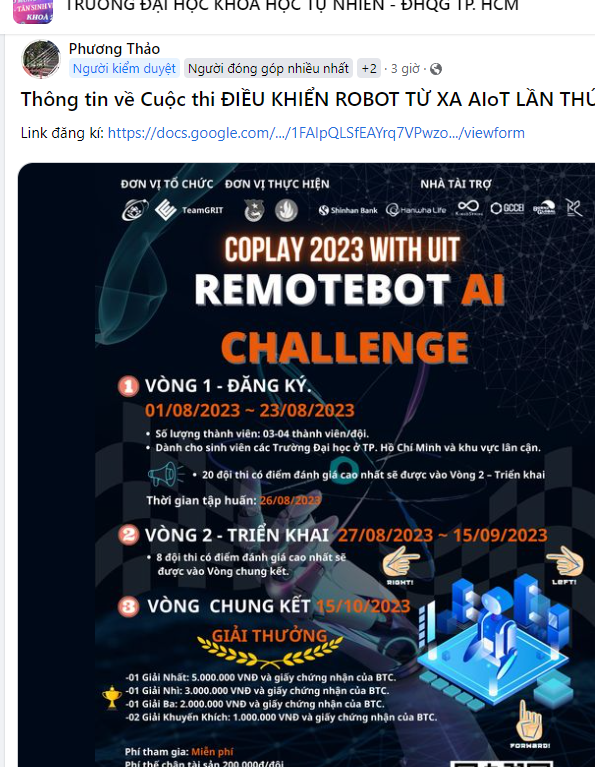 TRƯỜNG ĐẠI HỌC KHOA HỌC TỰ NHIÊN - ĐHQG TP. HCM
TÂN SINH VI
KHOÁ
Phương Thảo
Người kiểm duyệt Người đóng góp nhiều nhất +2 · 3 giờ ·
Thông tin về Cuộc thi ĐIỀU KHIỂN ROBOT TỪ XA AIoT LẦN THỨ
Link đăng kí: https://docs.google.com/.../1FAIpQLSfEAYrq7VPwzo.../viewform
ĐƠN VỊ TỔ CHỨC ĐƠN VỊ THỰC HIỆN NHÀ TÀI TRỢ
TeamGRIT Shinhan Bank Hanwha Life GCCEI
COPLAY 2023 WITH UIT
REMOTEBOT AI
CHALLENGE
1 VÒNG 1 - ĐĂNG KÝ.
01/08/2023 ~ 23/08/2023
• Số lượng thành viên: 03-04 thành viên/đội.
• Dành cho sinh viên các Trường Đại học ở TP. Hồ Chí Minh và khu vực lân cận.
• 20 đội thi có điểm đánh giá cao nhất sẽ được vào Vòng 2 – Triển khai
Thời gian tập huấn: 26/08/2023
2 VÒNG 2 - TRIỂN KHAI 27/08/2023 ~ 15/09/2023
• 8 đội thi có điểm đánh giá cao nhất sẽ
được vào Vòng chung kết.
RIGHT! LEFT!
3 VÒNG CHUNG KẾT 15/10/2023
GIẢI THƯỞNG
-01 Giải Nhất: 5.000.000 VNĐ và giấy chứng nhận của BTC.
-01 Giải Nhì: 3.000.000 VNĐ và giấy chứng nhận của BTC.
-01 Giải Ba: 2.000.000 VNĐ và giấy chứng nhận của BTC.
-02 Giải Khuyến Khích: 1.000.000 VNĐ và giấy chứng nhận của BTC.
FORWARD!
Phí tham gia: Miễn phí
Phí thế chân tài sản 200.000đ/đội